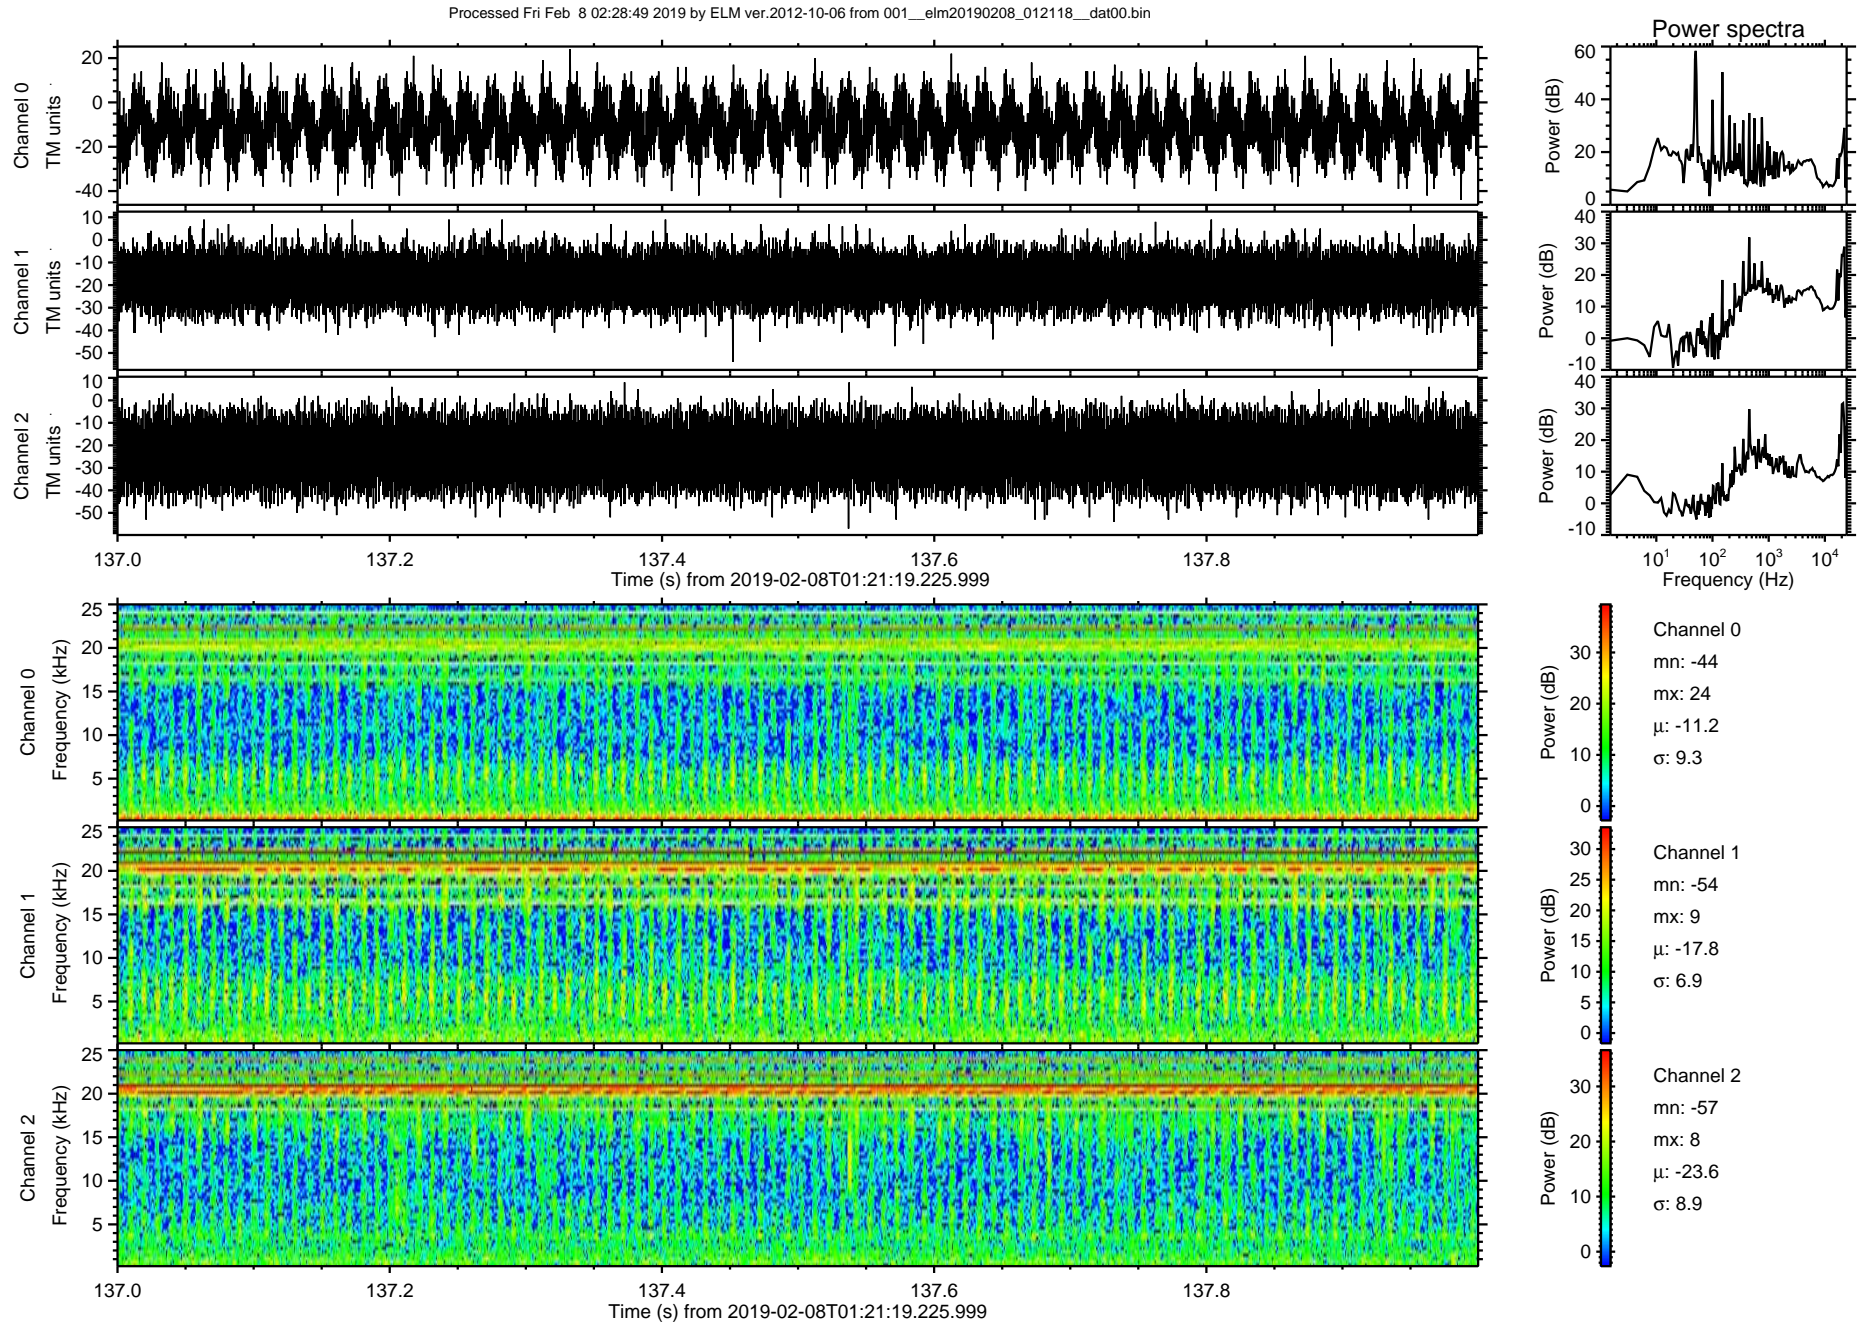 Processed Fri Feb  8 02:28:49 2019 by ELM ver.2012-10-06 from 001__elm20190208_012118__dat00.bin
Power spectra
Channel 0
TM units
20
0
-20
-40
Power (dB)
60
40
20
0
Channel 1
TM units
10
0
-10
-20
-30
-40
-50
Power (dB)
40
30
20
10
0
-10
Channel 2
TM units
10
0
-10
-20
-30
-40
-50
Power (dB)
40
30
20
10
0
-10
137.0 137.2 137.4 137.6 137.8
Time (s) from 2019-02-08T01:21:19.225.999
10¹ 10² 10³ 10⁴
Frequency (Hz)
Channel 0
Frequency (kHz)
25
20
15
10
5
Power (dB)
30
20
10
0
Channel 0
mn: -44
mx: 24
μ: -11.2
σ: 9.3
Channel 1
Frequency (kHz)
25
20
15
10
5
Power (dB)
30
25
20
15
10
5
0
Channel 1
mn: -54
mx: 9
μ: -17.8
σ: 6.9
Channel 2
Frequency (kHz)
25
20
15
10
5
Power (dB)
30
20
10
0
Channel 2
mn: -57
mx: 8
μ: -23.6
σ: 8.9
137.0 137.2 137.4 137.6 137.8
Time (s) from 2019-02-08T01:21:19.225.999